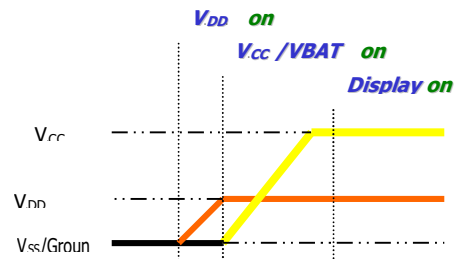 VDD on
VCC /VBAT on
Display on
VCC
VDD
VSS/Groun